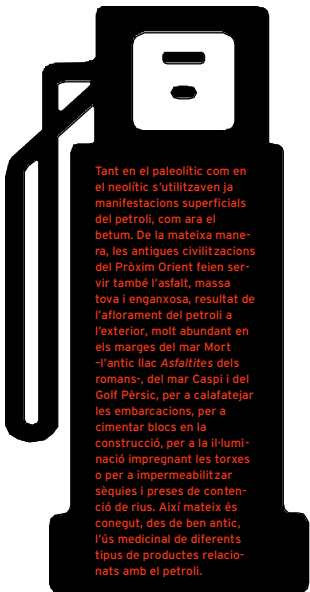 Tant en el paleolític com en
el neolític s'utilitzaven ja
manifestacions superficials
del petroli, com ara el
betum. De la mateixa mane-
ra, les antigues civilitzacions
del Pròxim Orient feien ser-
vir també l'asfalt, massa
tova i enganxosa, resultat de
l'aflorament del petroli a
l'exterior, molt abundant en
els marges del mar Mort
–l'antic llac Asfaltites dels
romans-, del mar Caspi i del
Golf Pèrsic, per a calafatejar
les embarcacions, per a
cimentar blocs en la
construcció, per a la il·lumi-
nació impregnant les torxes
o per a impermeabilitzar
sèquies i preses de conten-
ció de rius. Així mateix és
conegut, des de ben antic,
l'ús medicinal de diferents
tipus de productes relacio-
nats amb el petroli.